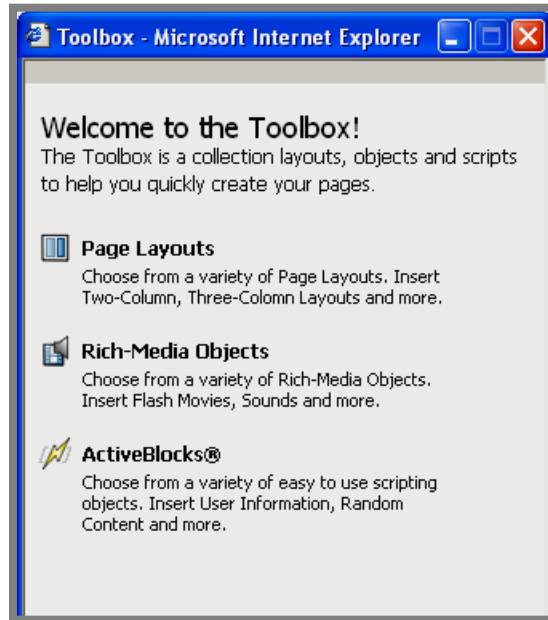 Toolbox - Microsoft Internet Explorer
Welcome to the Toolbox!
The Toolbox is a collection layouts, objects and scripts
to help you quickly create your pages.
Page Layouts
Choose from a variety of Page Layouts. Insert
Two-Column, Three-Colomn Layouts and more.
Rich-Media Objects
Choose from a variety of Rich-Media Objects.
Insert Flash Movies, Sounds and more.
ActiveBlocks®
Choose from a variety of easy to use scripting
objects. Insert User Information, Random
Content and more.